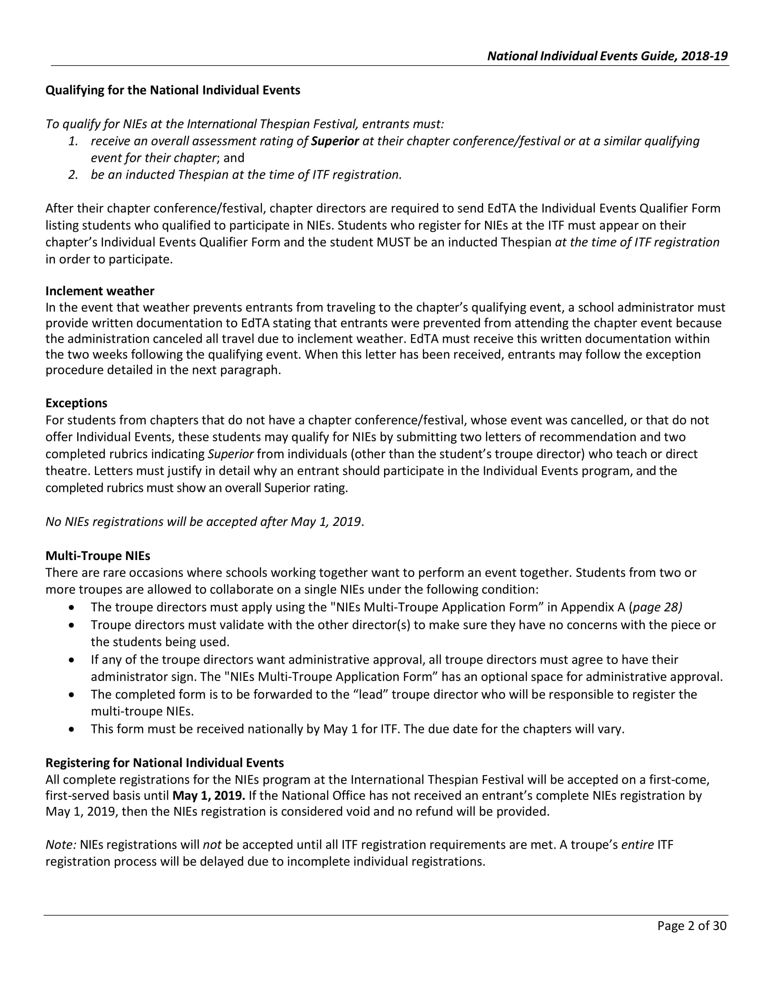 National Individual Events Guide, 2018-19
Qualifying for the National Individual Events
To qualify for NIEs at the International Thespian Festival, entrants must:
1. receive an overall assessment rating of Superior at their chapter conference/festival or at a similar qualifying
event for their chapter; and
2. be an inducted Thespian at the time of ITF registration.
After their chapter conference/festival, chapter directors are required to send EdTA the Individual Events Qualifier Form
listing students who qualified to participate in NIEs. Students who register for NIEs at the ITF must appear on their
chapter’s Individual Events Qualifier Form and the student MUST be an inducted Thespian at the time of ITF registration
in order to participate.
Inclement weather
In the event that weather prevents entrants from traveling to the chapter’s qualifying event, a school administrator must
provide written documentation to EdTA stating that entrants were prevented from attending the chapter event because
the administration canceled all travel due to inclement weather. EdTA must receive this written documentation within
the two weeks following the qualifying event. When this letter has been received, entrants may follow the exception
procedure detailed in the next paragraph.
Exceptions
For students from chapters that do not have a chapter conference/festival, whose event was cancelled, or that do not
offer Individual Events, these students may qualify for NIEs by submitting two letters of recommendation and two
completed rubrics indicating Superior from individuals (other than the student’s troupe director) who teach or direct
theatre. Letters must justify in detail why an entrant should participate in the Individual Events program, and the
completed rubrics must show an overall Superior rating.
No NIEs registrations will be accepted after May 1, 2019.
Multi-Troupe NIEs
There are rare occasions where schools working together want to perform an event together. Students from two or
more troupes are allowed to collaborate on a single NIEs under the following condition:
• The troupe directors must apply using the "NIEs Multi-Troupe Application Form” in Appendix A (page 28)
• Troupe directors must validate with the other director(s) to make sure they have no concerns with the piece or
the students being used.
• If any of the troupe directors want administrative approval, all troupe directors must agree to have their
administrator sign. The "NIEs Multi-Troupe Application Form” has an optional space for administrative approval.
• The completed form is to be forwarded to the “lead” troupe director who will be responsible to register the
multi-troupe NIEs.
• This form must be received nationally by May 1 for ITF. The due date for the chapters will vary.
Registering for National Individual Events
All complete registrations for the NIEs program at the International Thespian Festival will be accepted on a first-come,
first-served basis until May 1, 2019. If the National Office has not received an entrant’s complete NIEs registration by
May 1, 2019, then the NIEs registration is considered void and no refund will be provided.
Note: NIEs registrations will not be accepted until all ITF registration requirements are met. A troupe’s entire ITF
registration process will be delayed due to incomplete individual registrations.
Page 2 of 30